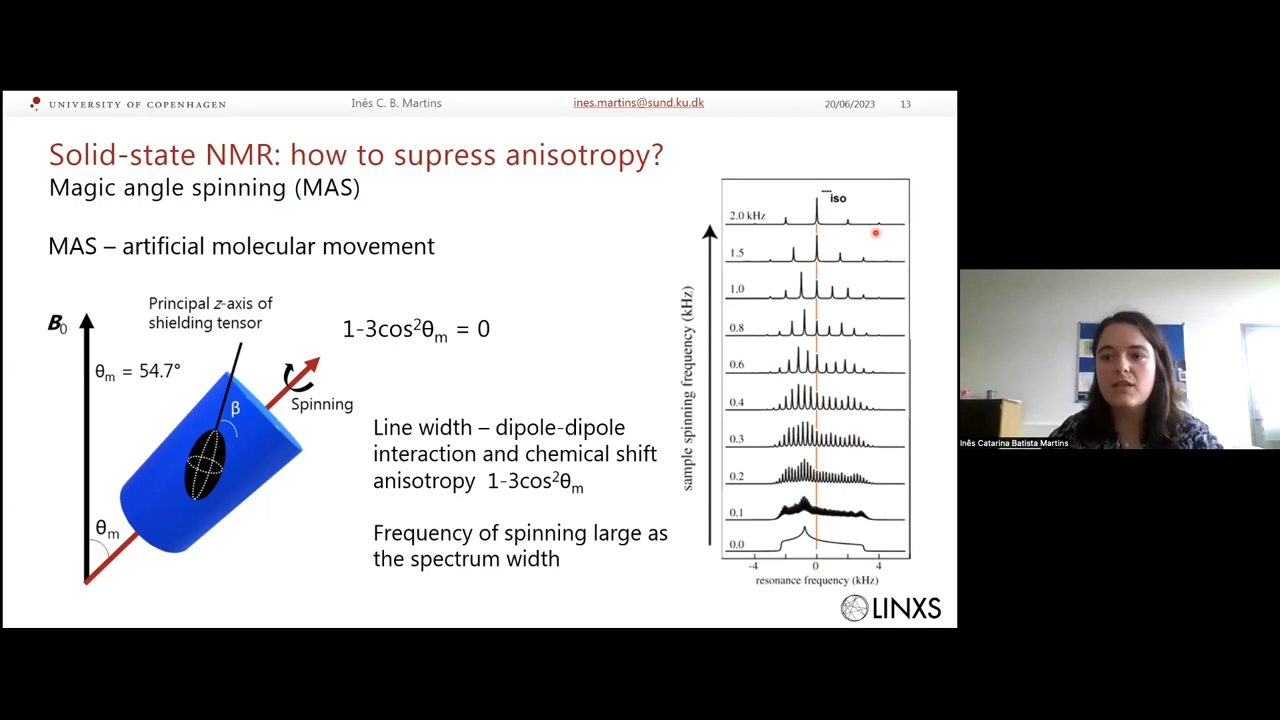 UNIVERSITY OF COPENHAGEN
Inês C. B. Martins
ines.martins@sund.ku.dk
20/06/2023
13
Solid-state NMR: how to supress anisotropy?
Magic angle spinning (MAS)
MAS – artificial molecular movement
B₀
Principal z-axis of
shielding tensor
θm = 54.7°
β
Spinning
θm
1-3cos²θm = 0
Line width – dipole-dipole
interaction and chemical shift
anisotropy 1-3cos²θm
Frequency of spinning large as
the spectrum width
sample spinning frequency (kHz)
iso
2.0 kHz
1.5
1.0
0.8
0.6
0.4
0.3
0.2
0.1
0.0
-4 0 4
resonance frequency (kHz)
LINXS
Inês Catarina Batista Martins